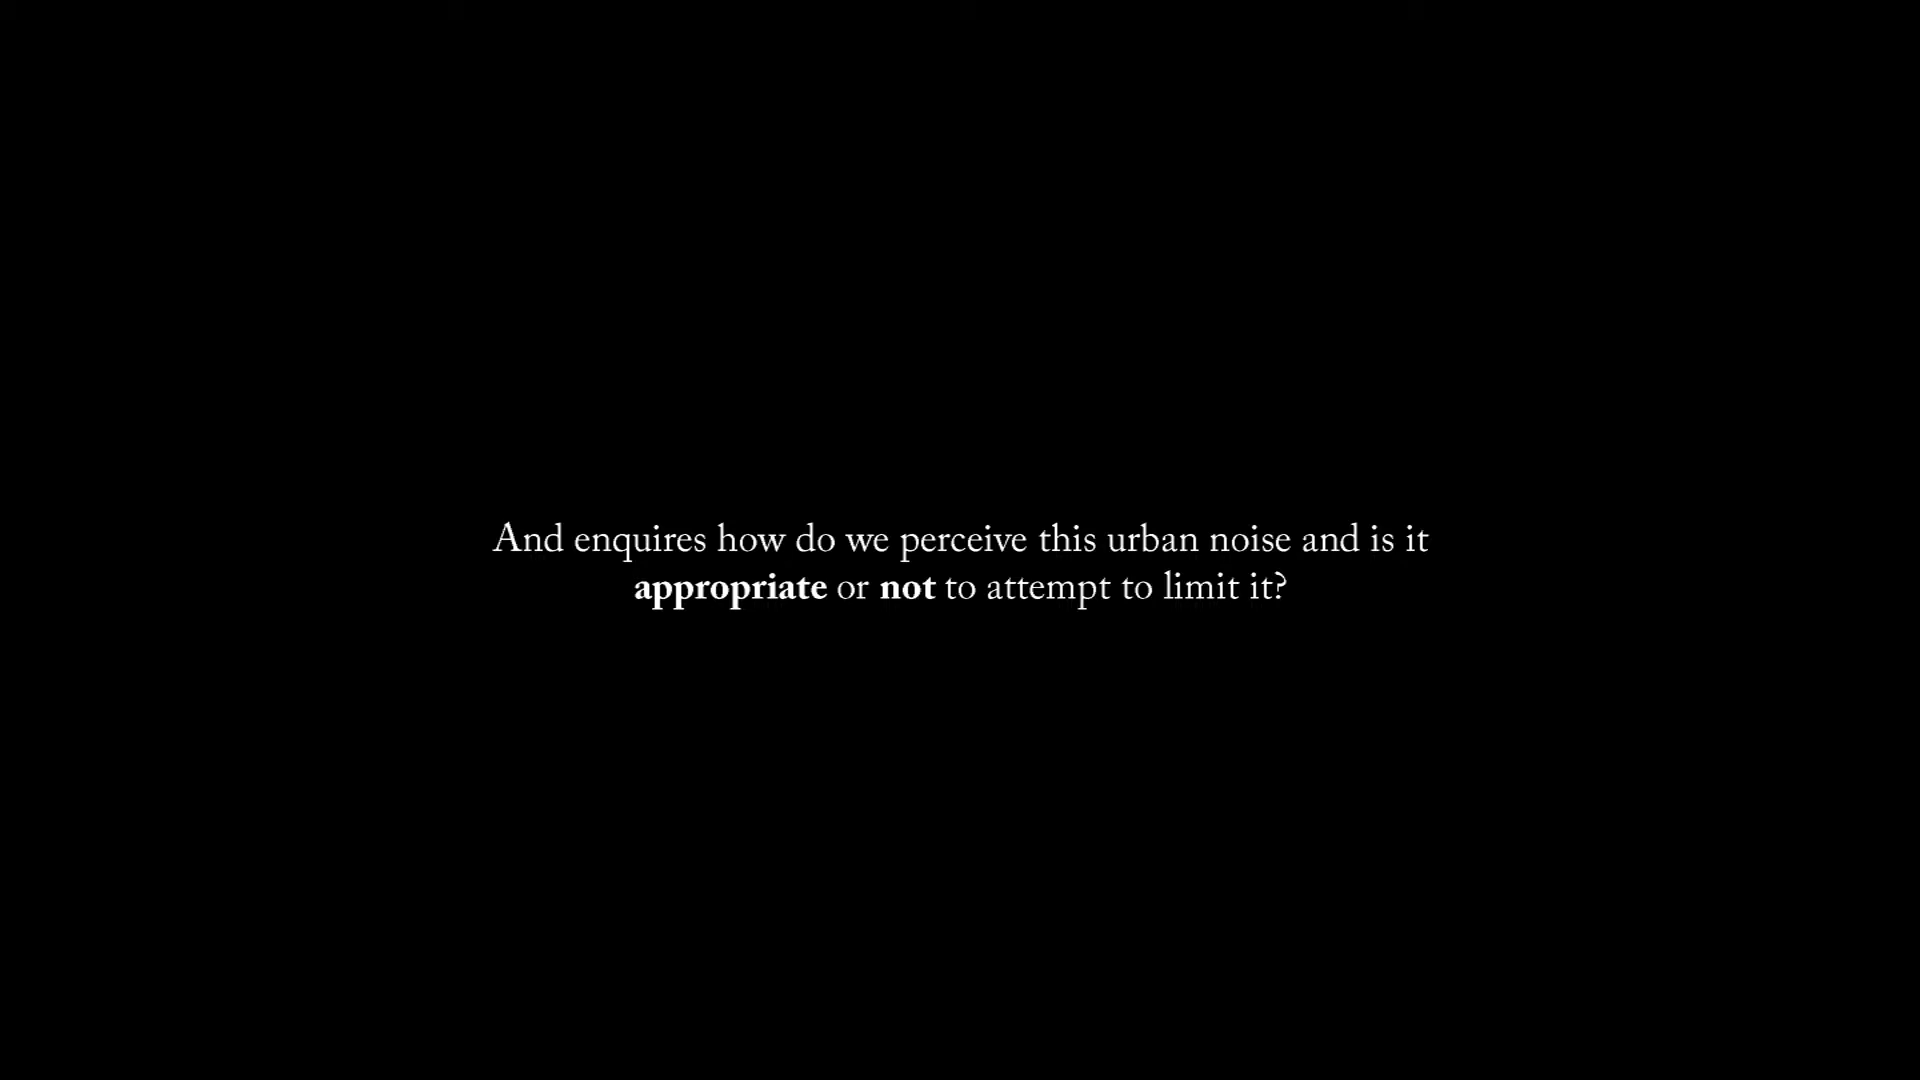 And enquires how do we perceive this urban noise and is it
appropriate or not to attempt to limit it?